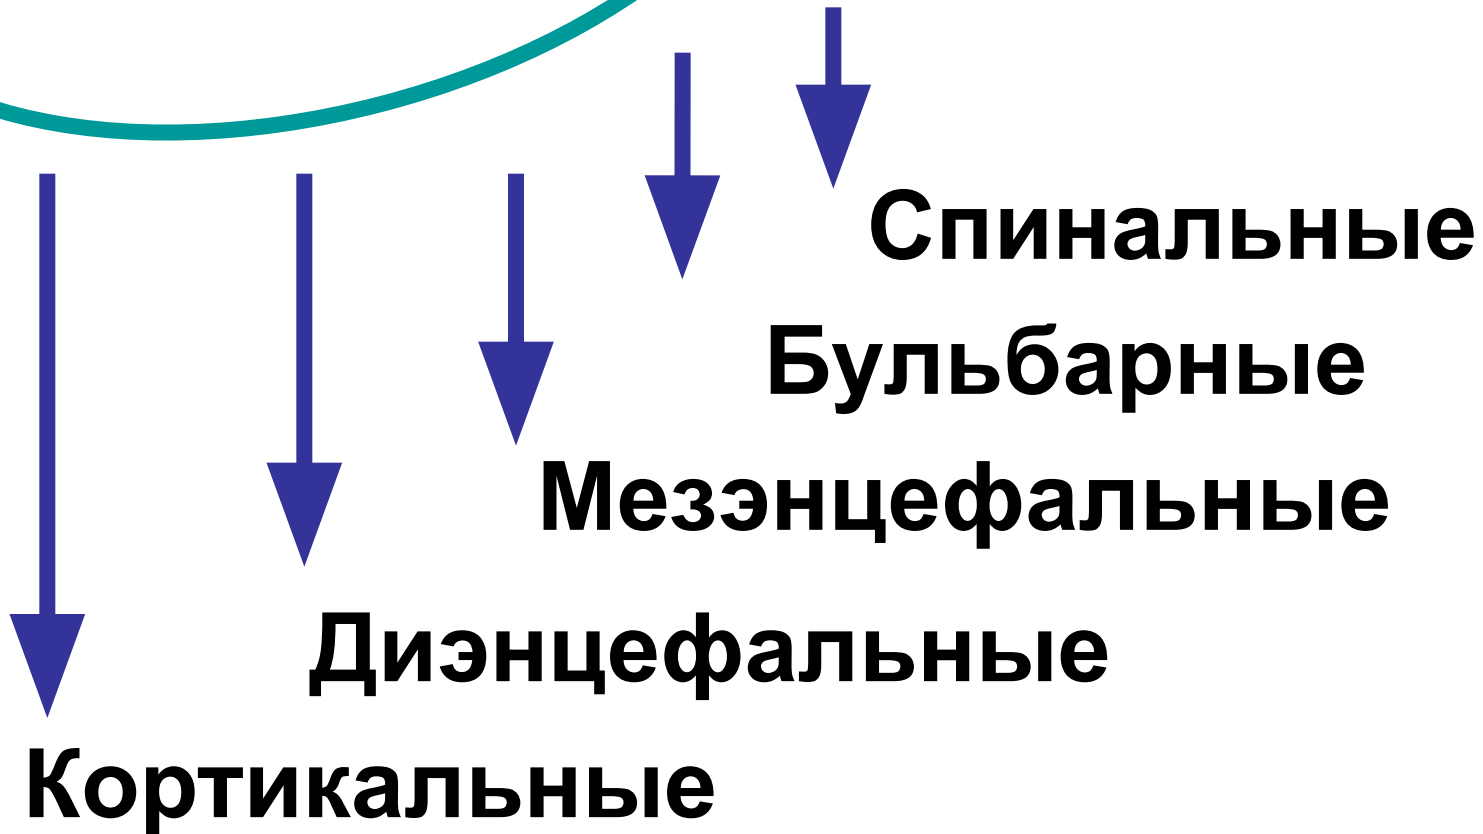 Спинальные
Бульбарные
Мезэнцефальные
Диэнцефальные
Кортикальные